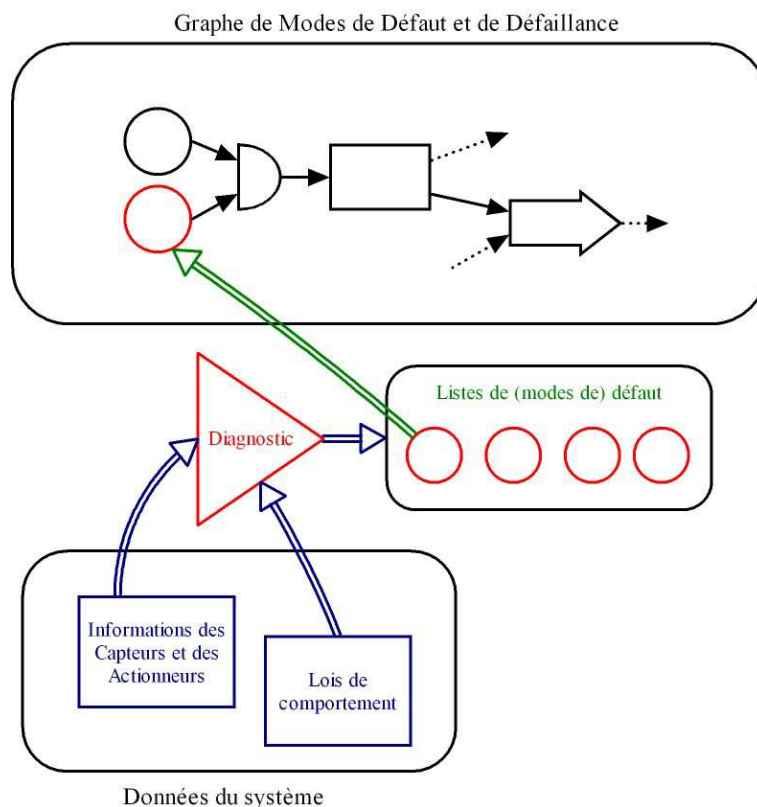 Graphe de Modes de Défaut et de Défaillance
Listes de (modes de) défaut
Diagnostic
Informations des
Capteurs et des
Actionneurs
Lois de
comportement
Données du système